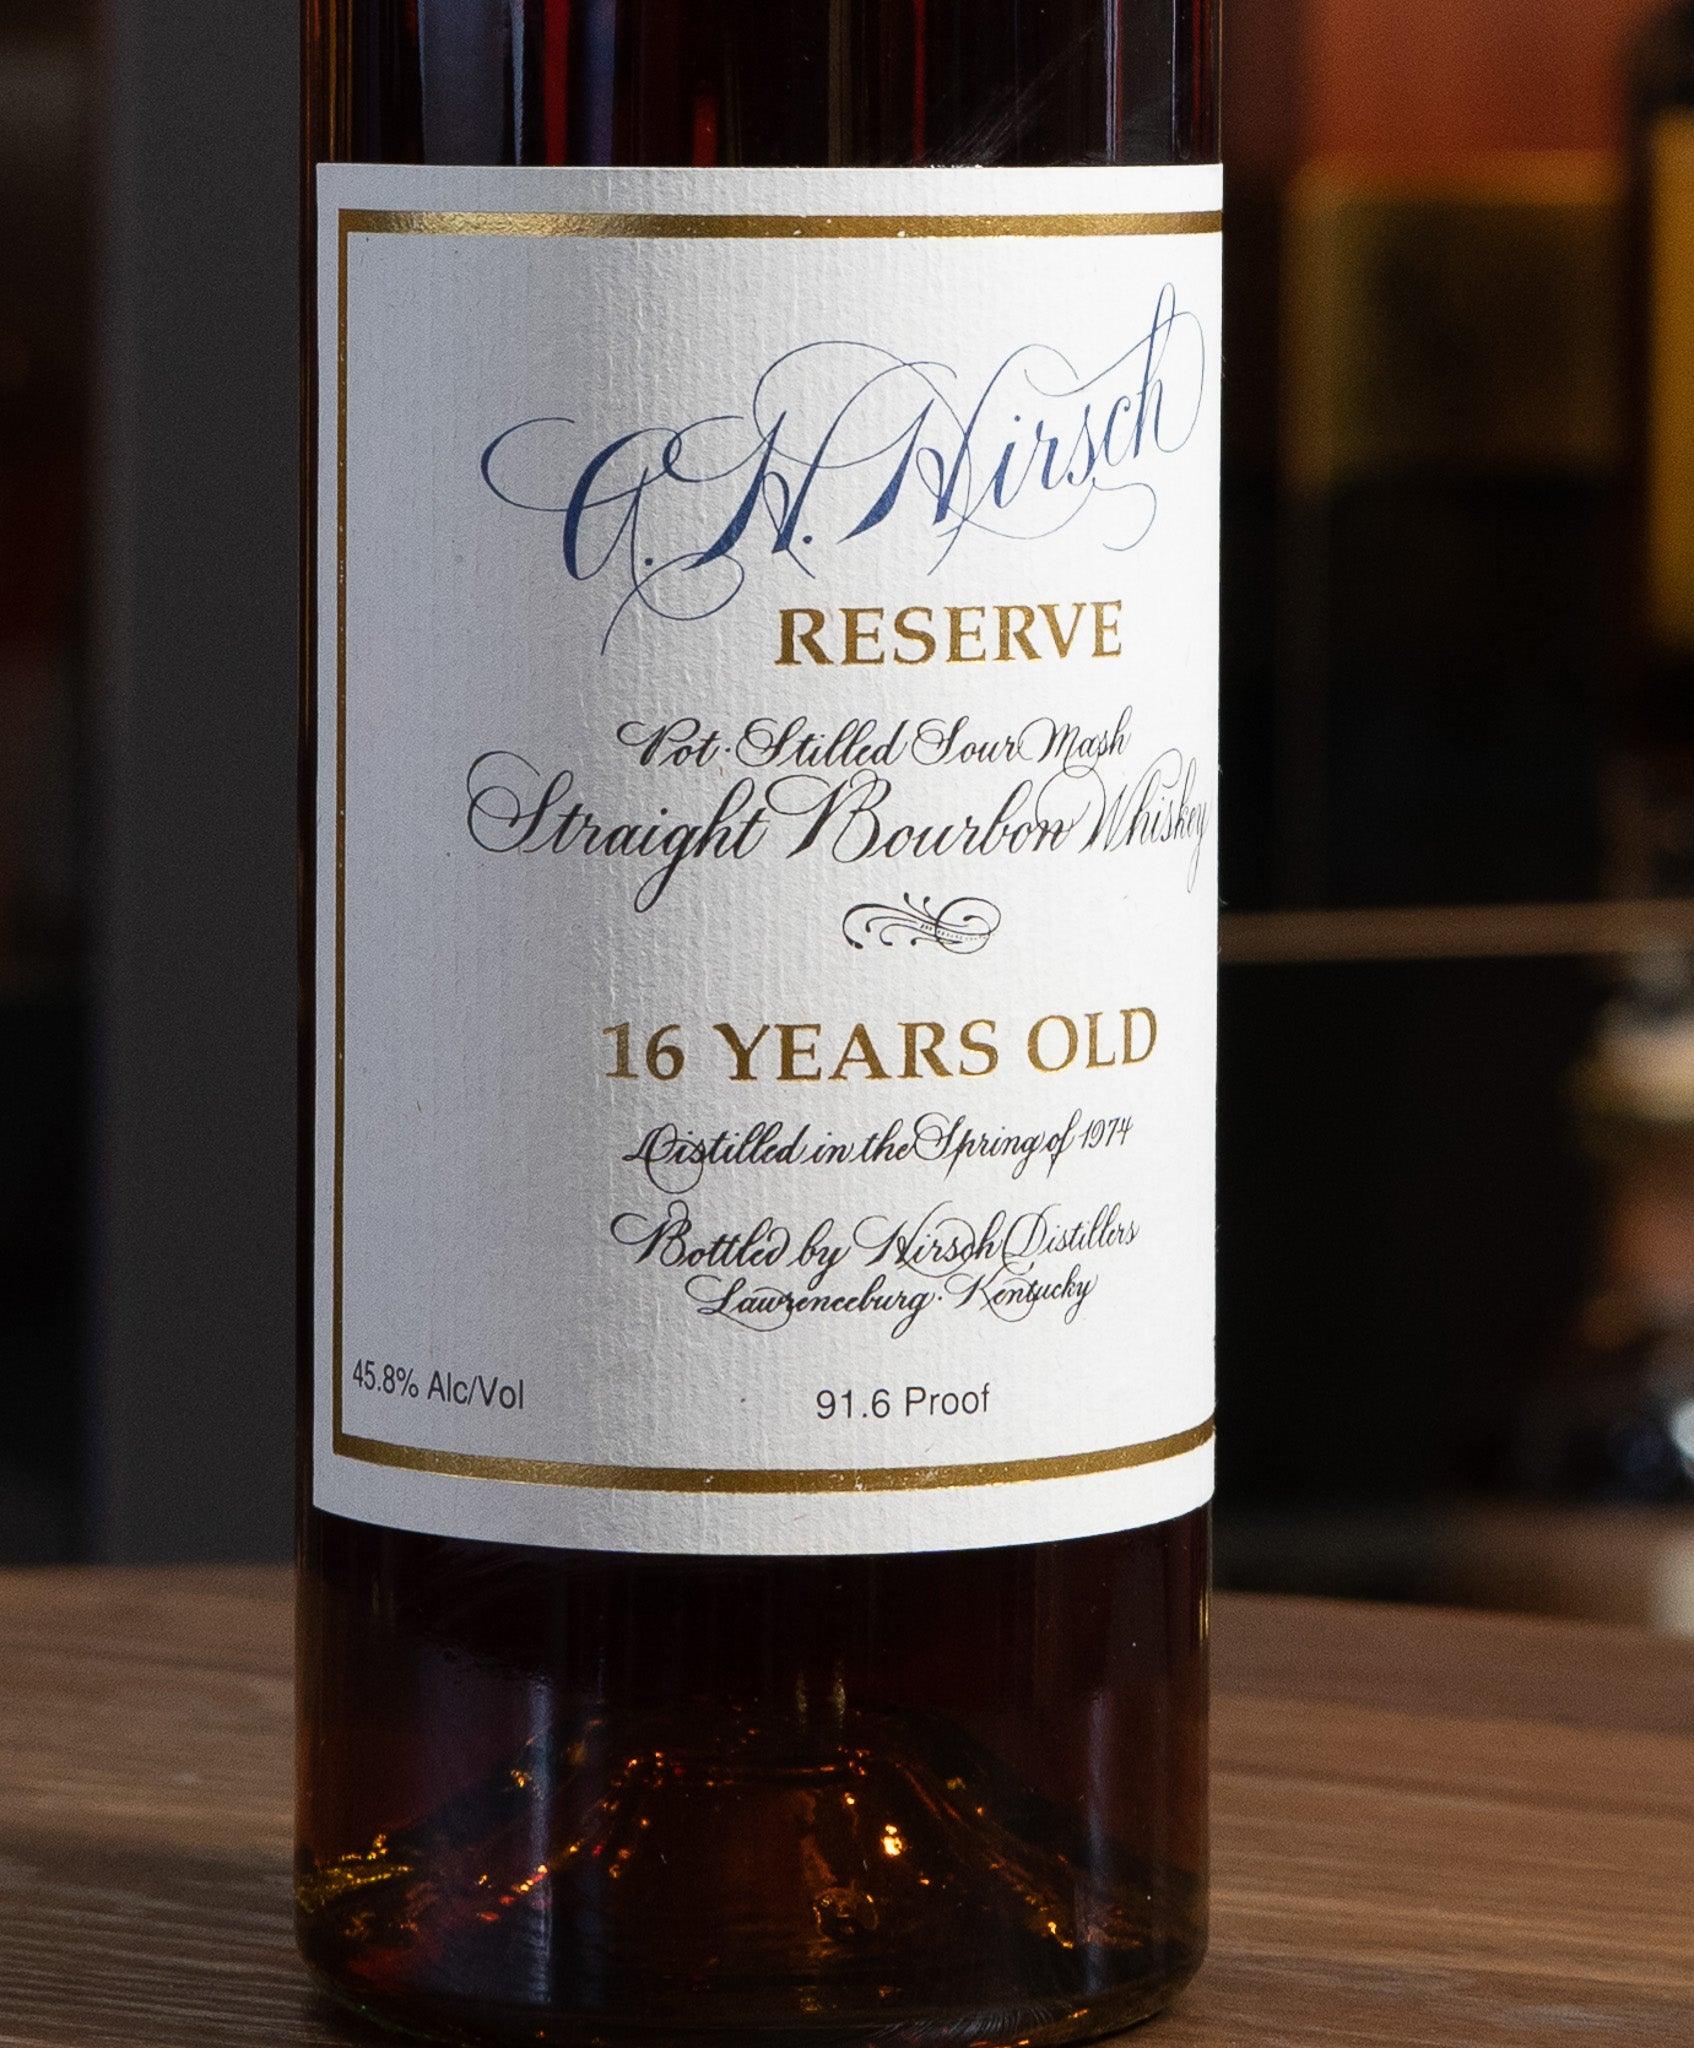 A. H. Hirsch
RESERVE
Pot-Stilled Sour Mash
Straight Bourbon Whiskey
16 YEARS OLD
Distilled in the Spring of 1974
Bottled by Hirsch Distillers
Lawrenceburg · Kentucky
45.8% Alc/Vol 91.6 Proof